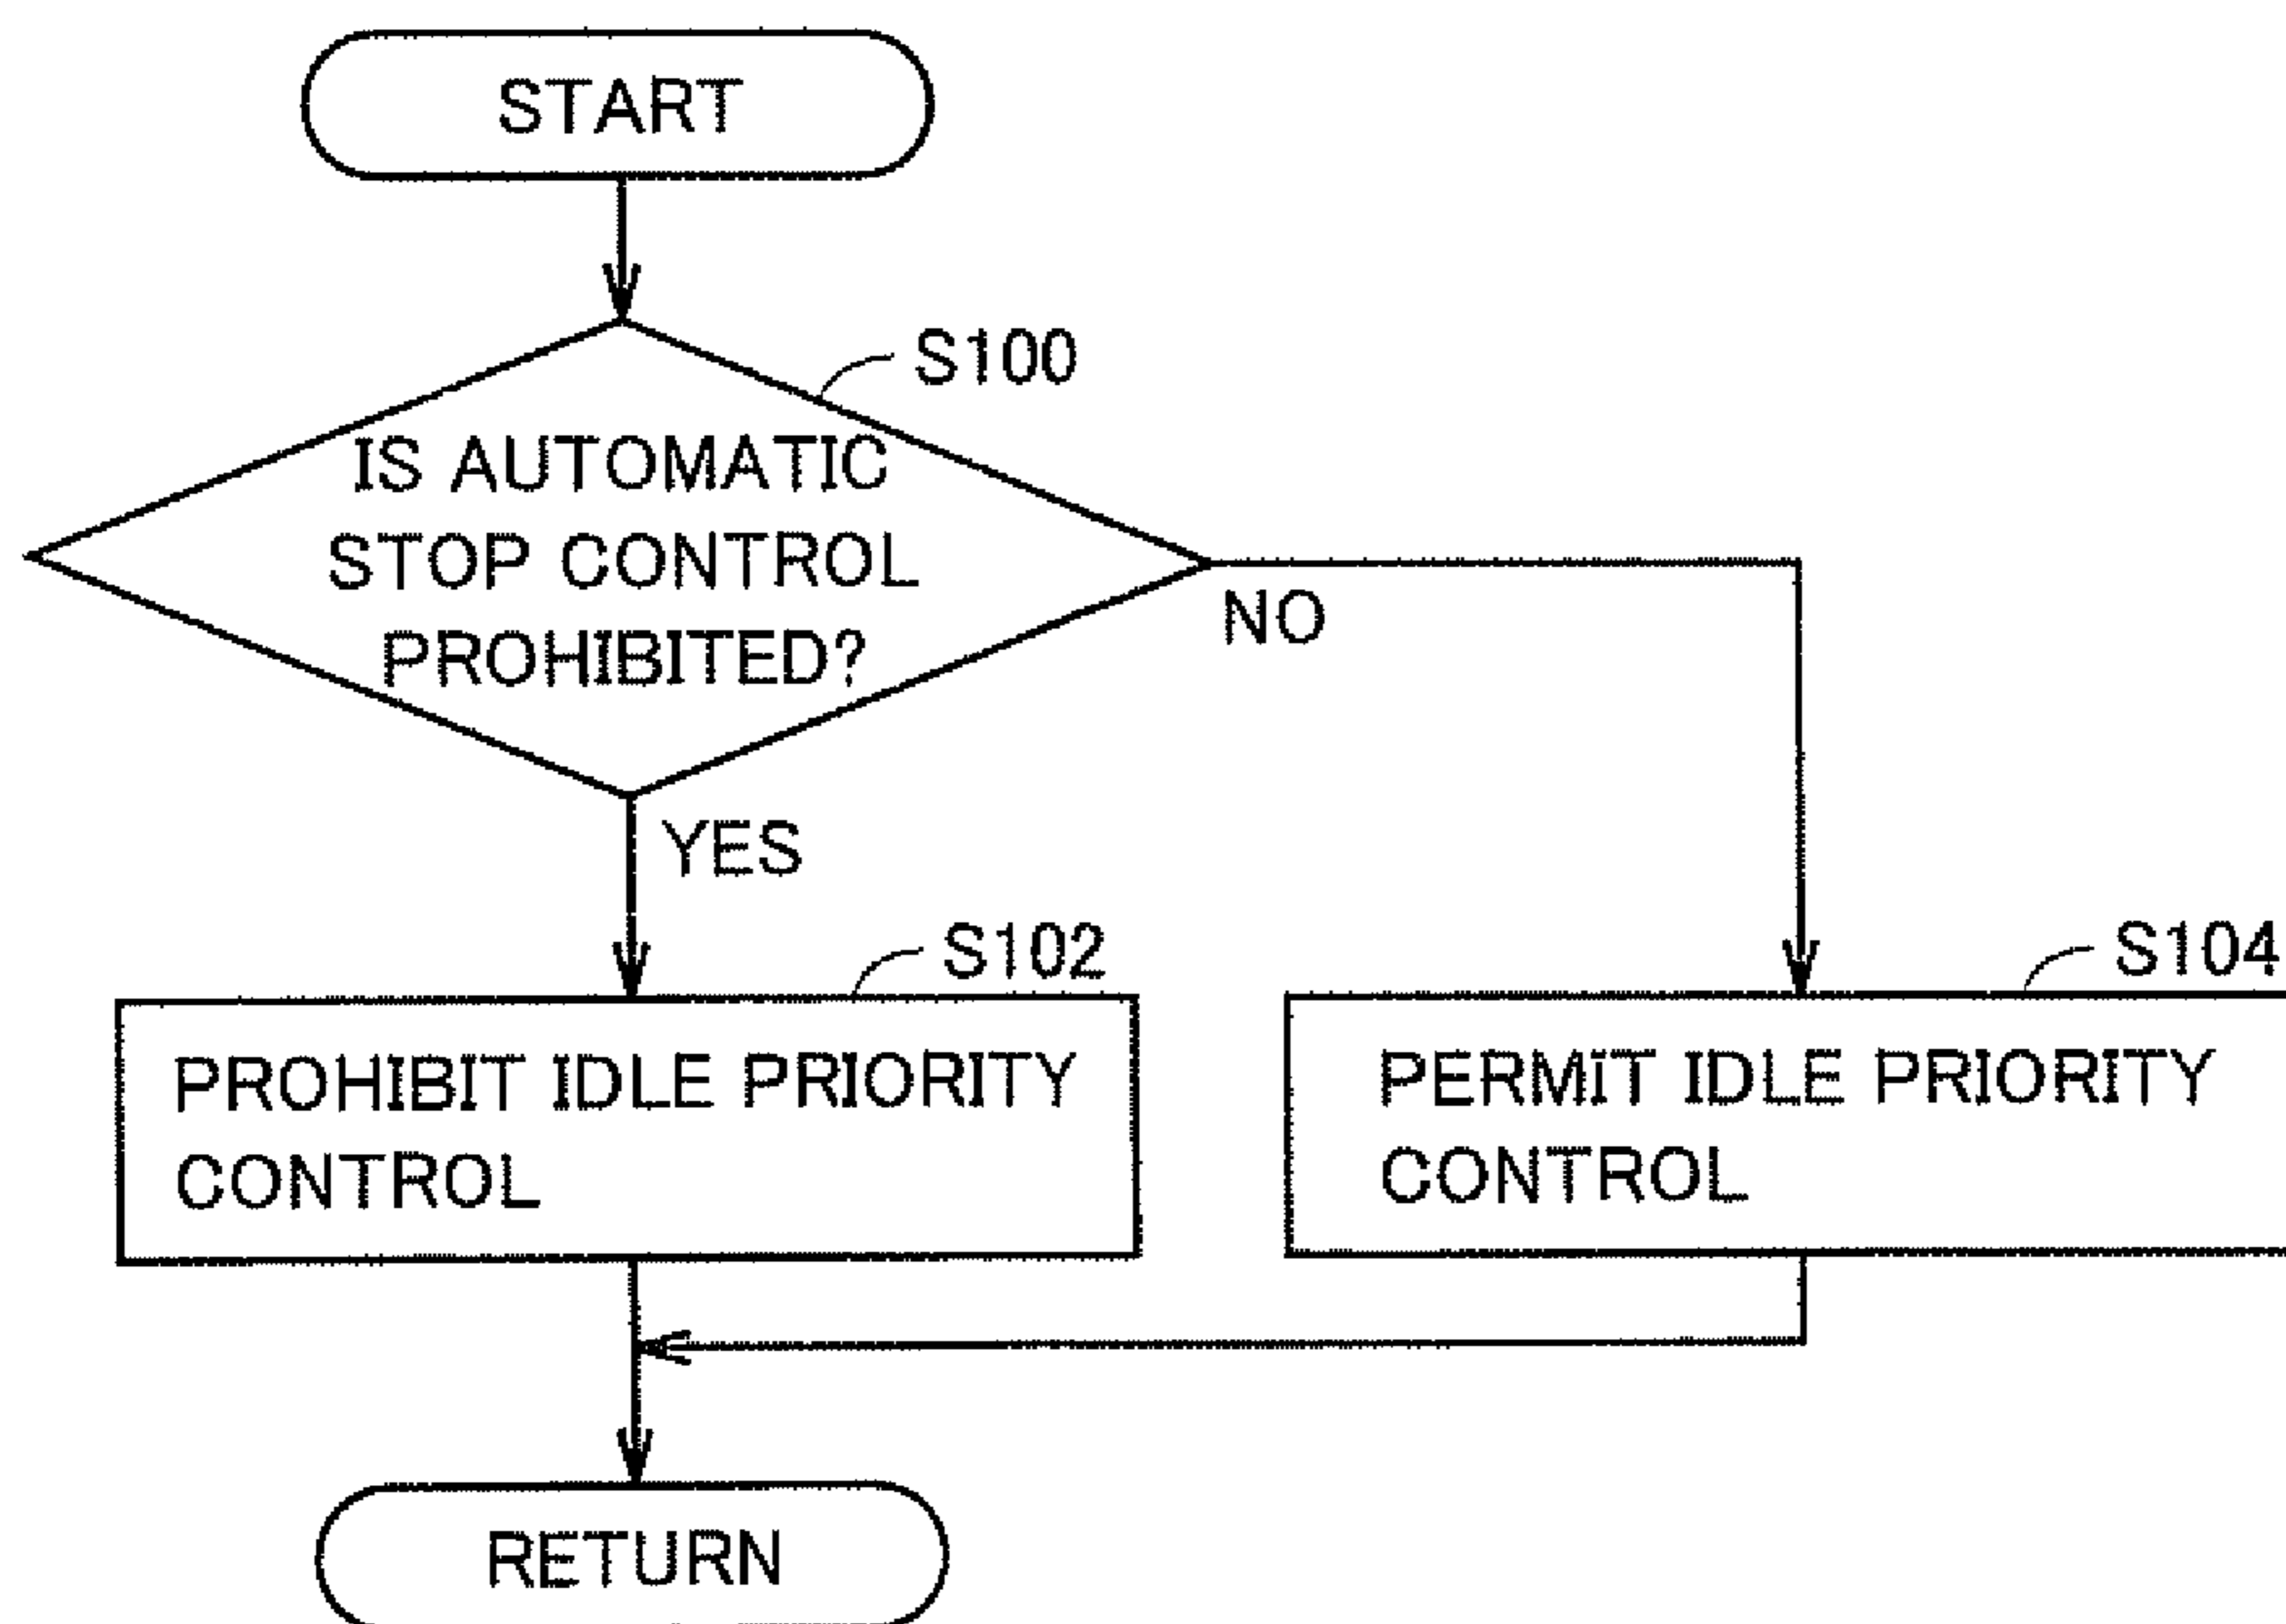 START
S100
IS AUTOMATIC
STOP CONTROL
PROHIBITED?
NO
YES
S102
PROHIBIT IDLE PRIORITY
CONTROL
S104
PERMiT IDLE PRIORITY
CONTROL
RETURN